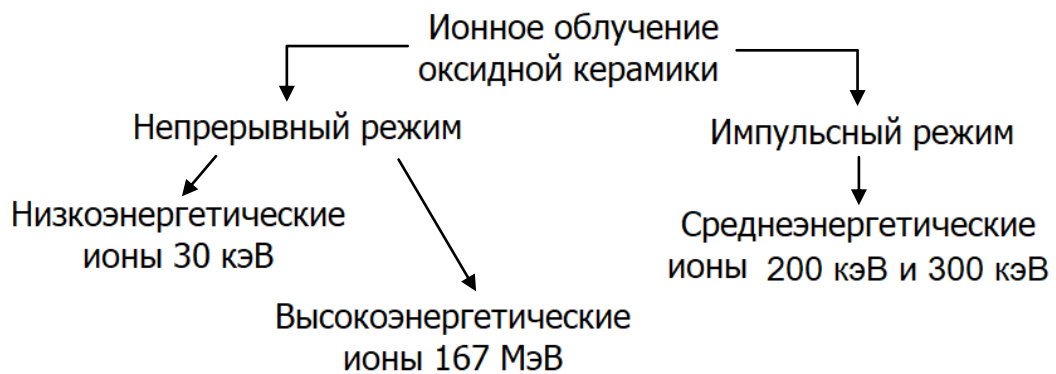 Ионное облучение
оксидной керамики
Непрерывный режим
Импульсный режим
Низкоэнергетические
ионы 30 кэВ
Среднеэнергетические
ионы 200 кэВ и 300 кэВ
Высокоэнергетические
ионы 167 МэВ